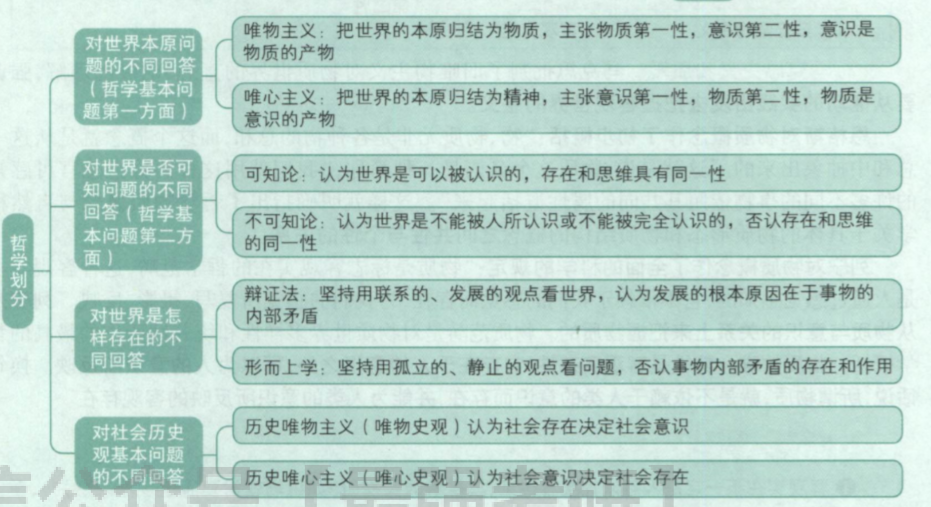 哲学划分
对世界本原问
题的不同回答
（哲学基本问
题第一方面）
唯物主义：把世界的本原归结为物质，主张物质第一性，意识第二性，意识是
物质的产物
唯心主义：把世界的本原归结为精神，主张意识第一性，物质第二性，物质是
意识的产物
对世界是否可
知问题的不同
回答（哲学基
本问题第二方
面）
可知论：认为世界是可以被认识的，存在和思维具有同一性
不可知论：认为世界是不能被人所认识或不能被完全认识的，否认存在和思维
的同一性
对世界是怎
样存在的不
同回答
辩证法：坚持用联系的、发展的观点看世界，认为发展的根本原因在于事物的
内部矛盾
形而上学：坚持用孤立的、静止的观点看问题，否认事物内部矛盾的存在和作用
对社会历史
观基本问题
的不同回答
历史唯物主义（唯物史观）认为社会存在决定社会意识
历史唯心主义（唯心史观）认为社会意识决定社会存在